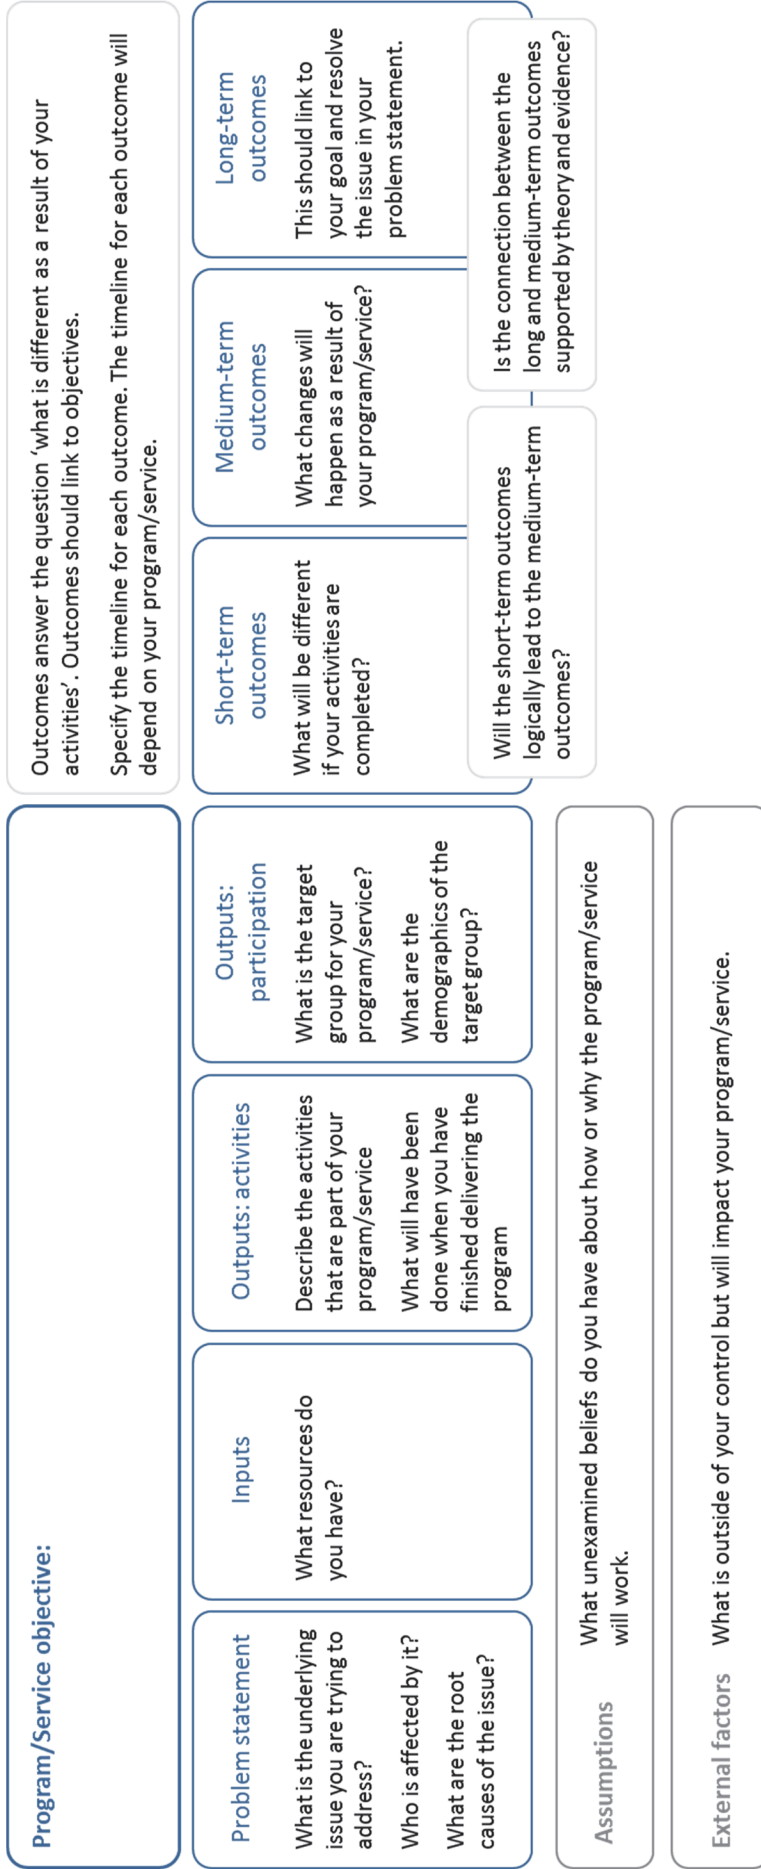 Program/Service objective:
Outcomes answer the question ‘what is different as a result of your
activities’. Outcomes should link to objectives.
Specify the timeline for each outcome. The timeline for each outcome will
depend on your program/service.
Problem statement
What is the underlying
issue you are trying to
address?
Who is affected by it?
What are the root
causes of the issue?
Inputs
What resources do
you have?
Outputs: activities
Describe the activities
that are part of your
program/service
What will have been
done when you have
finished delivering the
program
Outputs:
participation
What is the target
group for your
program/service?
What are the
demographics of the
target group?
Short-term
outcomes
What will be different
if your activities are
completed?
Medium-term
outcomes
What changes will
happen as a result of
your program/service?
Long-term
outcomes
This should link to
your goal and resolve
the issue in your
problem statement.
Will the short-term outcomes
logically lead to the medium-term
outcomes?
Is the connection between the
long and medium-term outcomes
supported by theory and evidence?
Assumptions
What unexamined beliefs do you have about how or why the program/service
will work.
External factors
What is outside of your control but will impact your program/service.